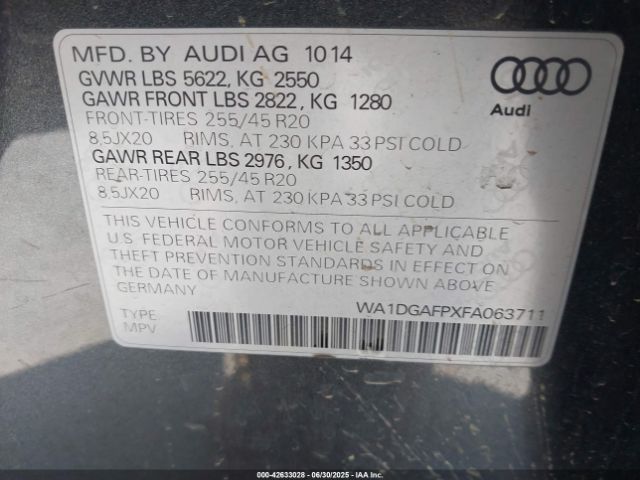 MFD. BY AUDI AG 10 14
GVWR LBS 5622, KG 2550
GAWR FRONT LBS 2822, KG 1280
FRONT-TIRES 255/45 R20
8,5JX20 RIMS, AT 230 KPA 33 PSI COLD
GAWR REAR LBS 2976, KG 1350
REAR-TIRES 255/45 R20
8,5JX20 RIMS, AT 230 KPA 33 PSI COLD
Audi
THIS VEHICLE CONFORMS TO ALL APPLICABLE
U.S. FEDERAL MOTOR VEHICLE SAFETY AND
THEFT PREVENTION STANDARDS IN EFFECT ON
THE DATE OF MANUFACTURE SHOWN ABOVE
GERMANY
WA1DGAFPXFA063711
TYPE:
MPV
000-42633028 - 06/30/2025 - IAAI.COM